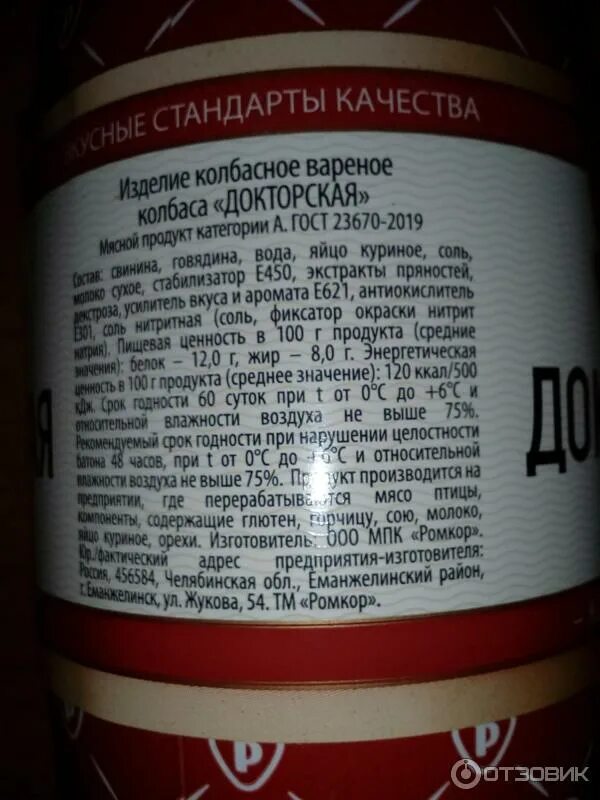 Р
ВКУСНЫЕ СТАНДАРТЫ КАЧЕСТВА
Изделие колбасное вареное
колбаса «ДОКТОРСКАЯ»
Мясной продукт категории А. ГОСТ 23670-2019
Состав: свинина, говядина, вода, яйцо куриное, соль,
молоко сухое, стабилизатор Е450, экстракты пряностей,
декстроза, усилитель вкуса и аромата Е621, антиокислитель
Е301, соль нитритная (соль, фиксатор окраски нитрит
натрия). Пищевая ценность в 100 г продукта (средние
значения): белок – 12,0 г, жир – 8,0 г. Энергетическая
ценность в 100 г продукта (среднее значение): 120 ккал/500
кДж. Срок годности 60 суток при t от 0°С до +6°С и
относительной влажности воздуха не выше 75%.
Рекомендуемый срок годности при нарушении целостности
батона 48 часов, при t от 0°С до +6°С и относительной
влажности воздуха не выше 75%. Продукт производится на
предприятии, где перерабатываются мясо птицы,
компоненты, содержащие глютен, горчицу, сою, молоко,
яйцо куриное, орехи. Изготовитель: ООО МПК «Ромкор».
Юр./фактический адрес предприятия-изготовителя:
Россия, 456584, Челябинская обл., Еманжелинский район,
г. Еманжелинск, ул. Жукова, 54. ТМ «Ромкор».
Я
ДО
Р
Р
ОТЗОВИК